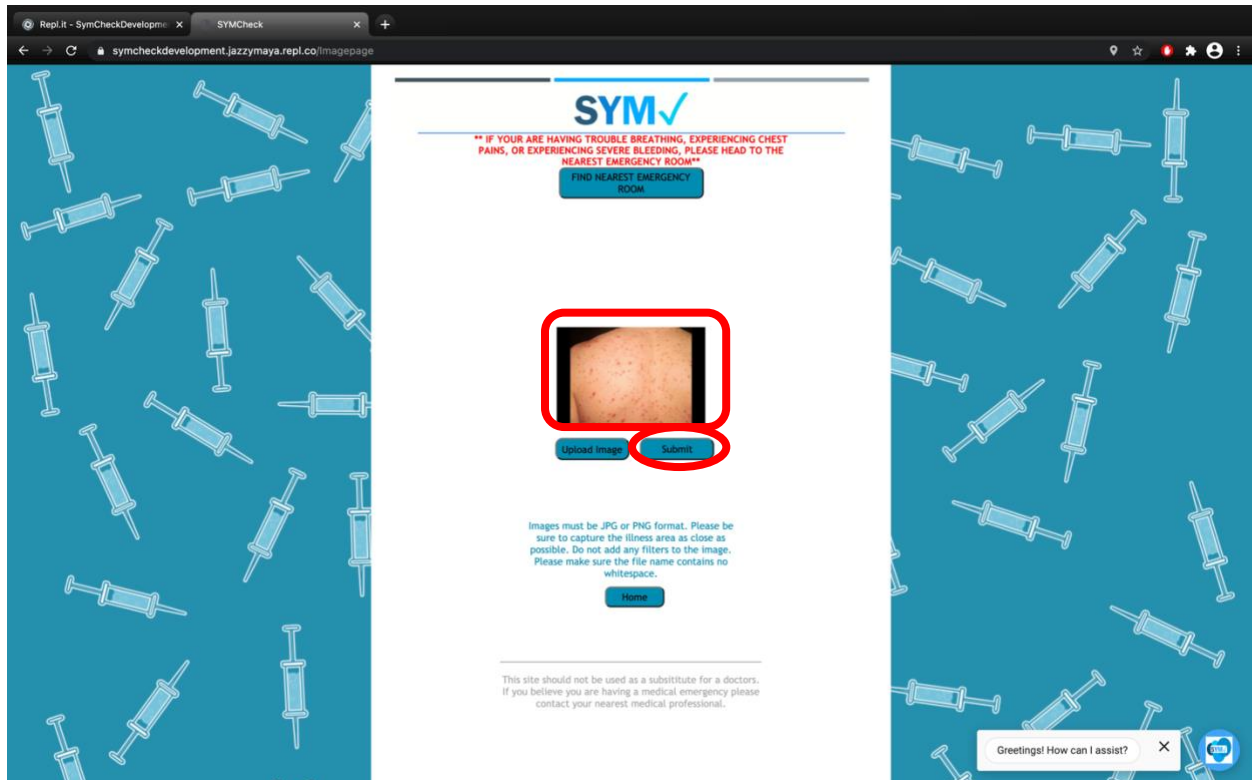 Repl.it - SymCheckDevelopme
SYMCheck
symcheckdevelopment.jazzymaya.repl.co/Imagepage
SYM✓
** IF YOUR ARE HAVING TROUBLE BREATHING, EXPERIENCING CHEST
PAINS, OR EXPERIENCING SEVERE BLEEDING, PLEASE HEAD TO THE
NEAREST EMERGENCY ROOM**
FIND NEAREST EMERGENCY
ROOM
Upload Image
Submit
Images must be JPG or PNG format. Please be
sure to capture the illness area as close as
possible. Do not add any filters to the image.
Please make sure the file name contains no
whitespace.
Home
This site should not be used as a subsititute for a doctors.
If you believe you are having a medical emergency please
contact your nearest medical professional.
Greetings! How can I assist?